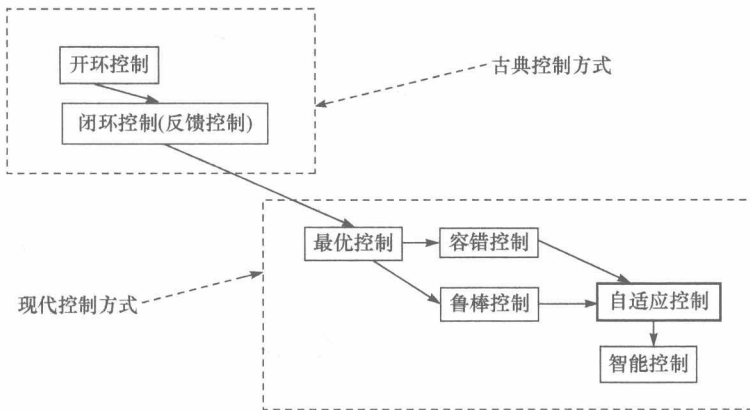 开环控制
古典控制方式
闭环控制(反馈控制)
最优控制
容错控制
现代控制方式
鲁棒控制
自适应控制
智能控制